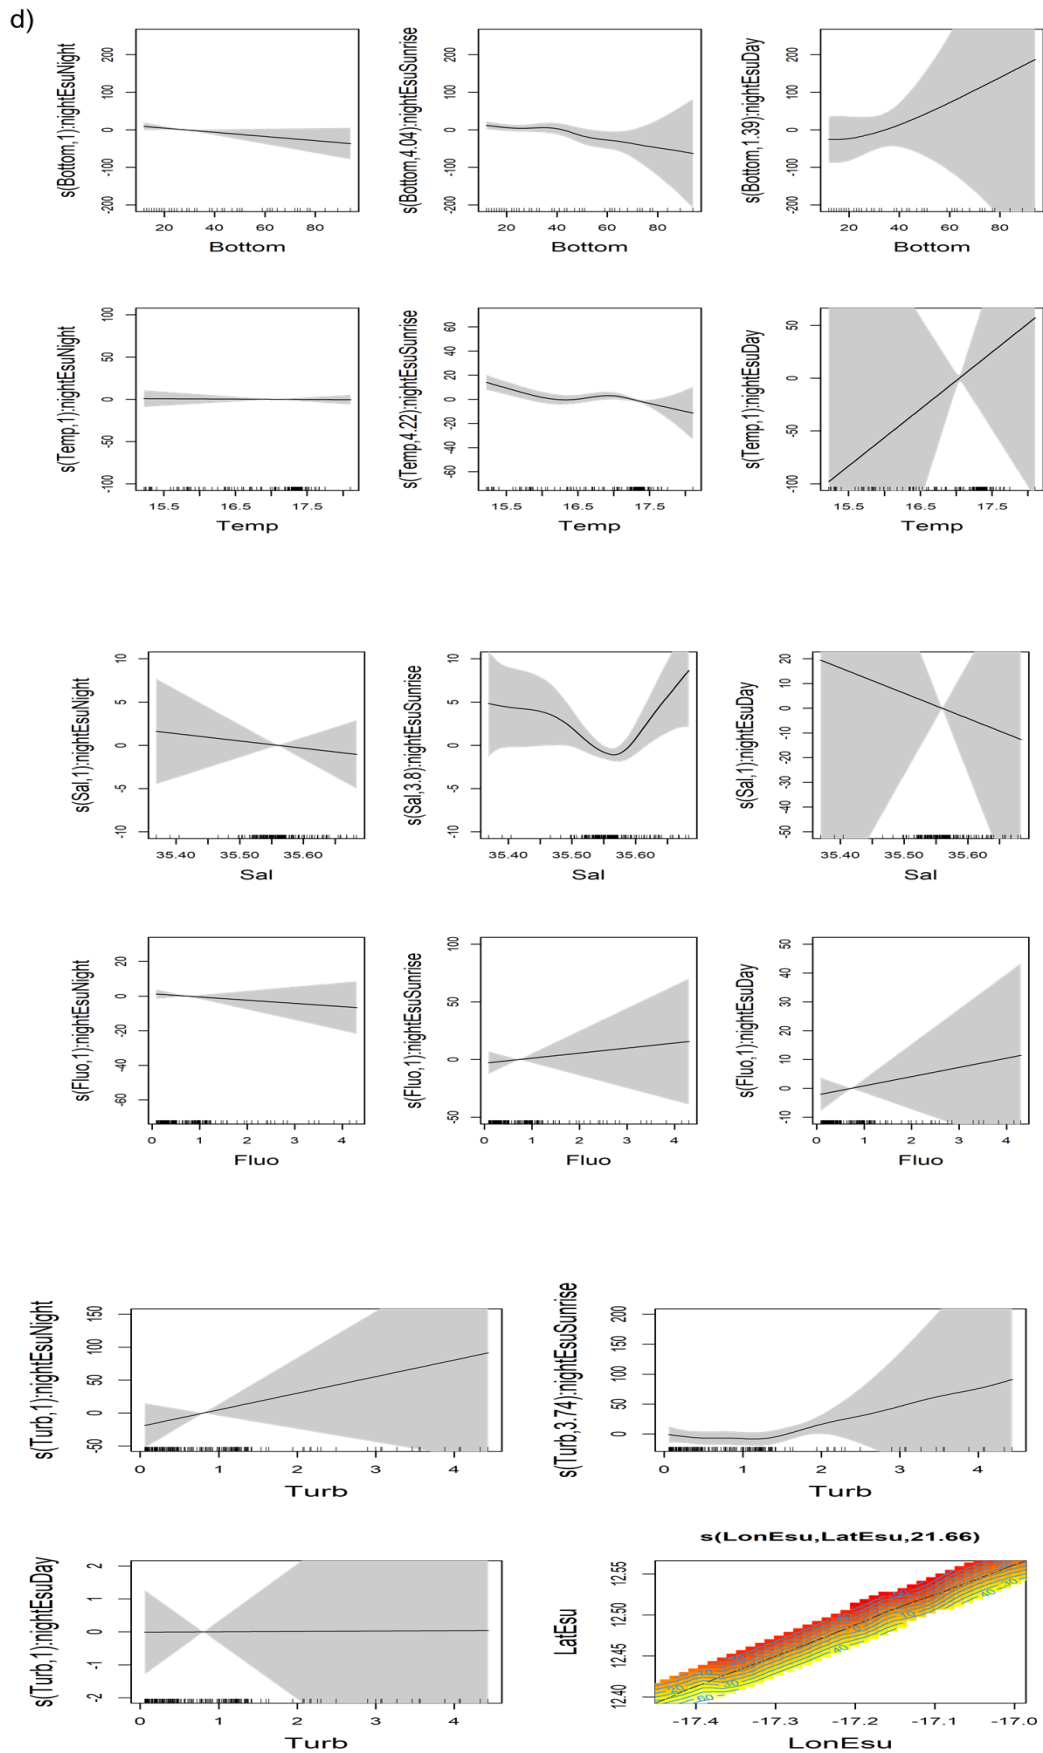 d)
s(Bottom,1):nightEsuNight
200
100
0
-100
-200
20 40 60 80
Bottom
s(Bottom,4.04):nightEsuSunrise
200
100
0
-100
-200
20 40 60 80
Bottom
s(Bottom,1.39):nightEsuDay
200
100
0
-100
-200
20 40 60 80
Bottom
s(Temp,1):nightEsuNight
100
50
0
-50
-100
15.5 16.5 17.5
Temp
s(Temp,4.22):nightEsuSunrise
60
40
20
0
-20
-60
15.5 16.5 17.5
Temp
s(Temp,1):nightEsuDay
50
0
-50
-100
15.5 16.5 17.5
Temp
s(Sal,1):nightEsuNight
10
5
0
-5
-10
35.40 35.50 35.60
Sal
s(Sal,3.8):nightEsuSunrise
10
5
0
-5
-10
35.40 35.50 35.60
Sal
s(Sal,1):nightEsuDay
20
10
0
-10
-20
-30
-40
-50
35.40 35.50 35.60
Sal
s(Fluo,1):nightEsuNight
20
0
-20
-40
-60
0 1 2 3 4
Fluo
s(Fluo,1):nightEsuSunrise
100
50
0
-50
0 1 2 3 4
Fluo
s(Fluo,1):nightEsuDay
50
40
30
20
10
0
-10
0 1 2 3 4
Fluo
s(Turb,1):nightEsuNight
150
100
50
0
-50
0 1 2 3 4
Turb
s(Turb,3.74):nightEsuSunrise
200
150
100
50
0
0 1 2 3 4
Turb
s(Turb,1):nightEsuDay
2
1
0
-1
-2
0 1 2 3 4
Turb
s(LonEsu,LatEsu,21.66)
LatEsu
12.55
12.50
12.45
12.40
-17.4 -17.3 -17.2 -17.1 -17.0
LonEsu